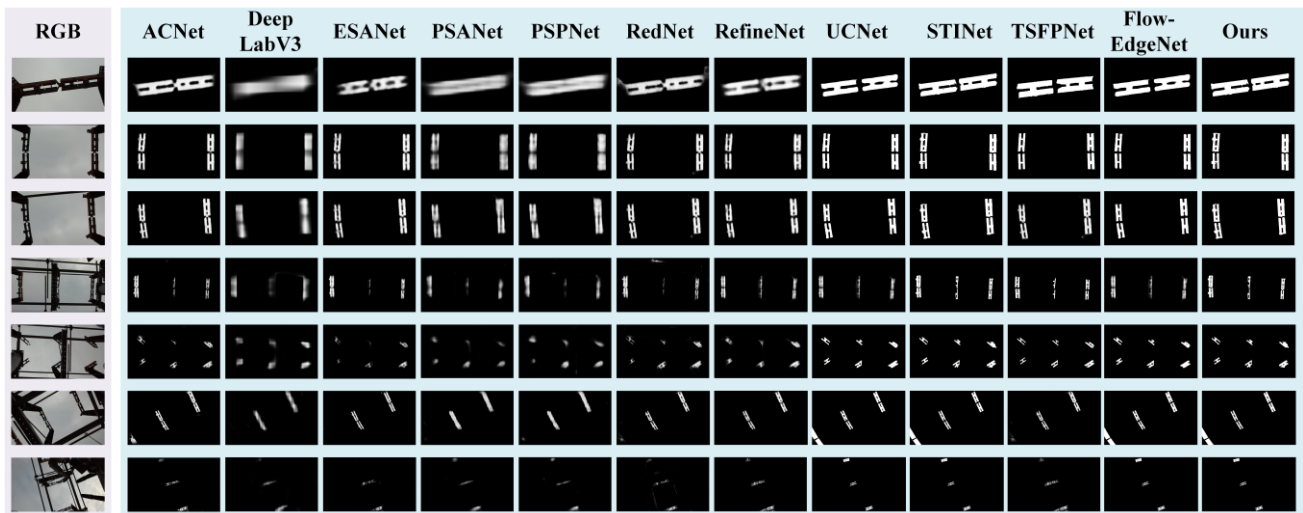 RGB
ACNet
Deep
LabV3
ESANet
PSANet
PSPNet
RedNet
RefineNet
UCNet
STINet
TSFPNet
Flow-
EdgeNet
Ours